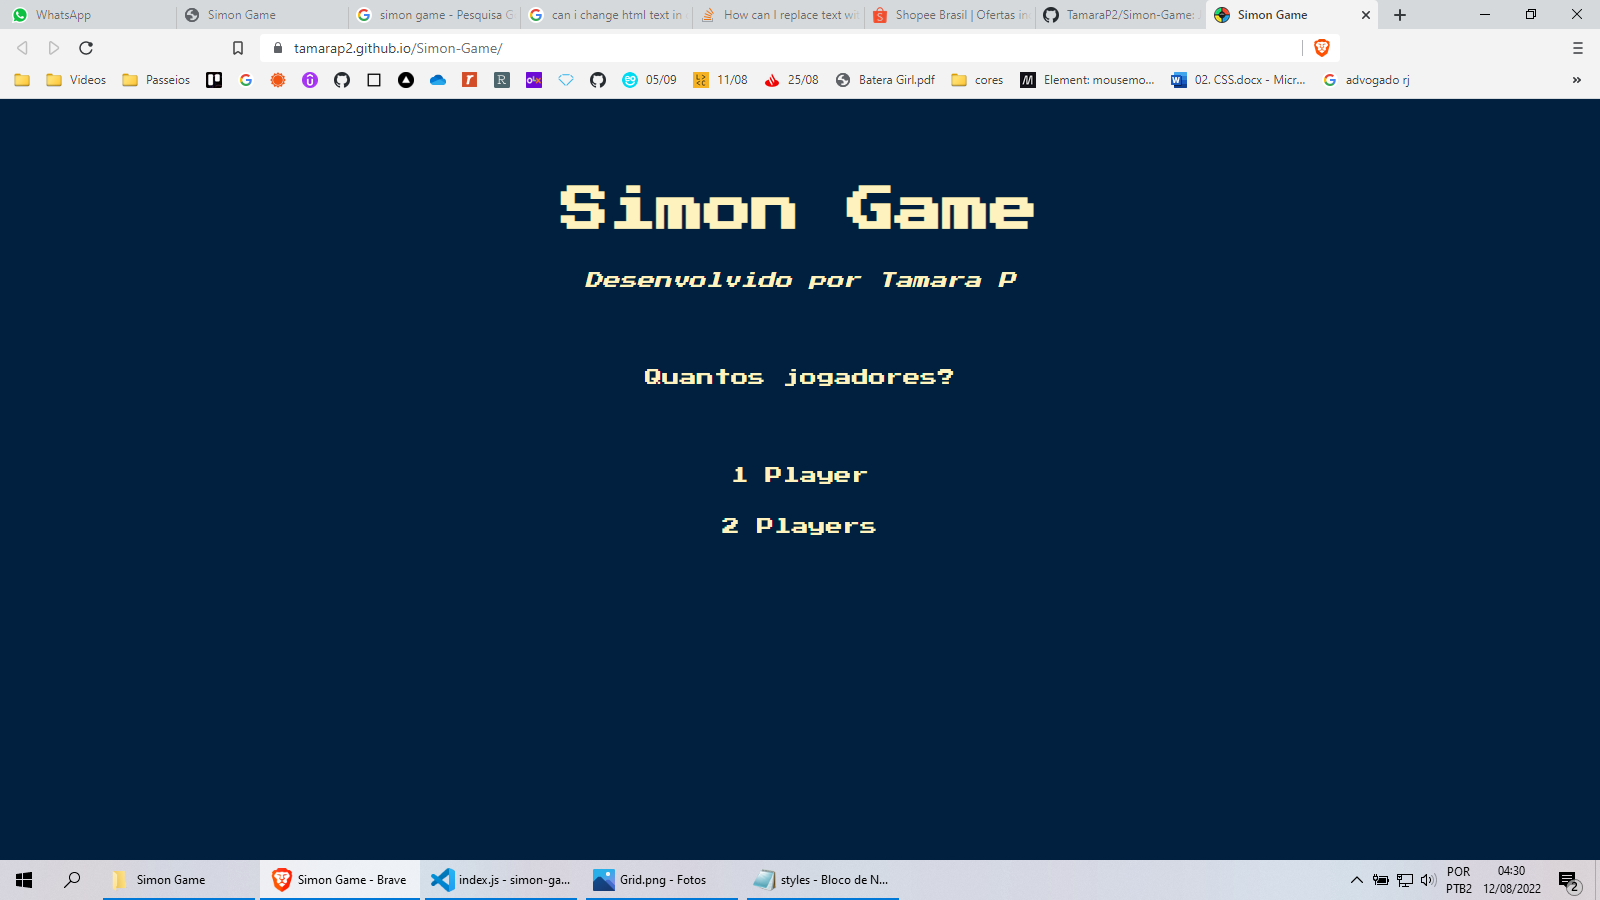 WhatsApp
Simon Game
simon game - Pesquisa G
can i change html text in
How can I replace text wi
Shopee Brasil | Ofertas in
TamaraP2/Simon-Game:
Simon Game
tamarap2.github.io/Simon-Game/
Videos
Passeios
05/09
11/08
25/08
Batera Girl.pdf
cores
Element: mousemo...
02. CSS.docx - Micr...
advogado rj
Simon Game
Desenvolvido por Tamara P
Quantos jogadores?
1 Player
2 Players
Simon Game
Simon Game - Brave
index.js - simon-ga...
Grid.png - Fotos
styles - Bloco de N...
POR
PTB2
04:30
12/08/2022
2